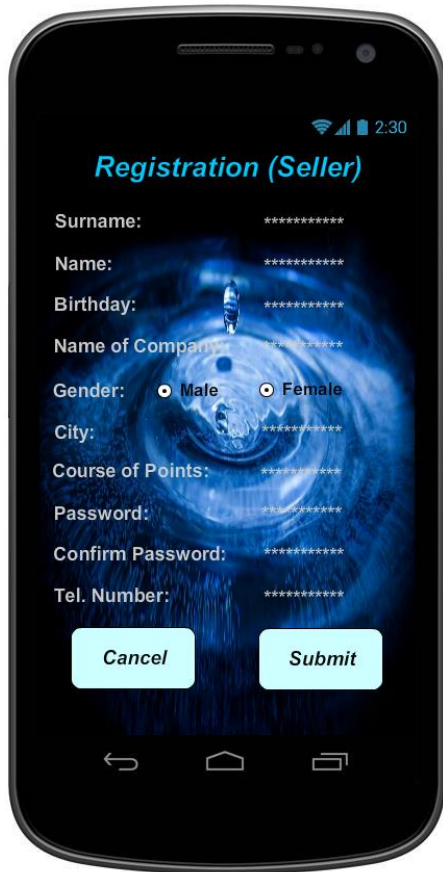 2:30
Registration (Seller)
Surname: ***********
Name: ***********
Birthday: ***********
Name of Company: ***********
Gender: Male Female
City: ***********
Course of Points: ***********
Password: ***********
Confirm Password: ***********
Tel. Number: ***********
Cancel Submit